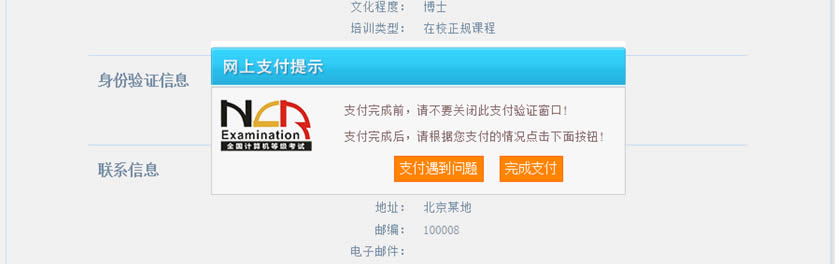 文化程度： 博士
培训类型： 在校正规课程
网上支付提示
身份验证信息
NCR
Examination
全国计算机等级考试
支付完成前，请不要关闭此支付验证窗口！
支付完成后，请根据您支付的情况点击下面按钮！
支付遇到问题 完成支付
联系信息
地址： 北京某地
邮编： 100008
电子邮件：